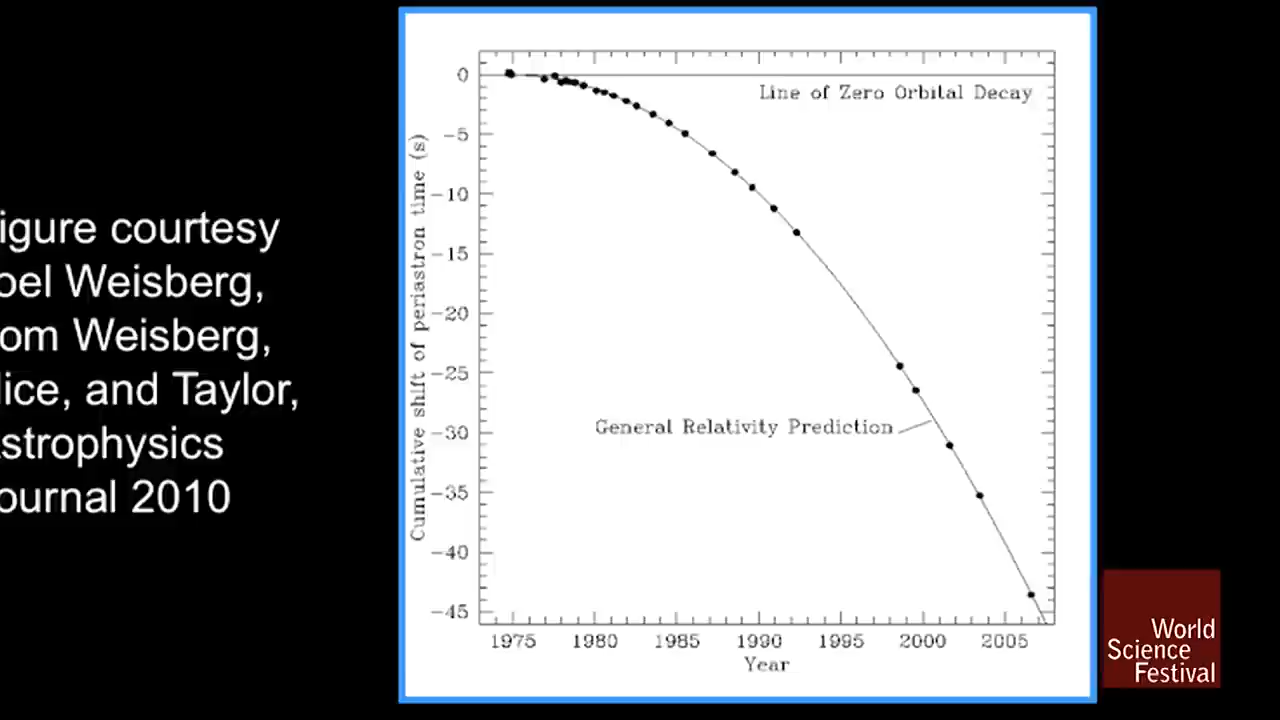 igure courtesy
oel Weisberg,
om Weisberg,
ice, and Taylor,
strophysics
ournal 2010
Cumulative shift of periastron time (s)
0
-5
-10
-15
-20
-25
-30
-35
-40
-45
Line of Zero Orbital Decay
General Relativity Prediction
1975 1980 1985 1990 1995 2000 2005
Year
World
Science
Festival